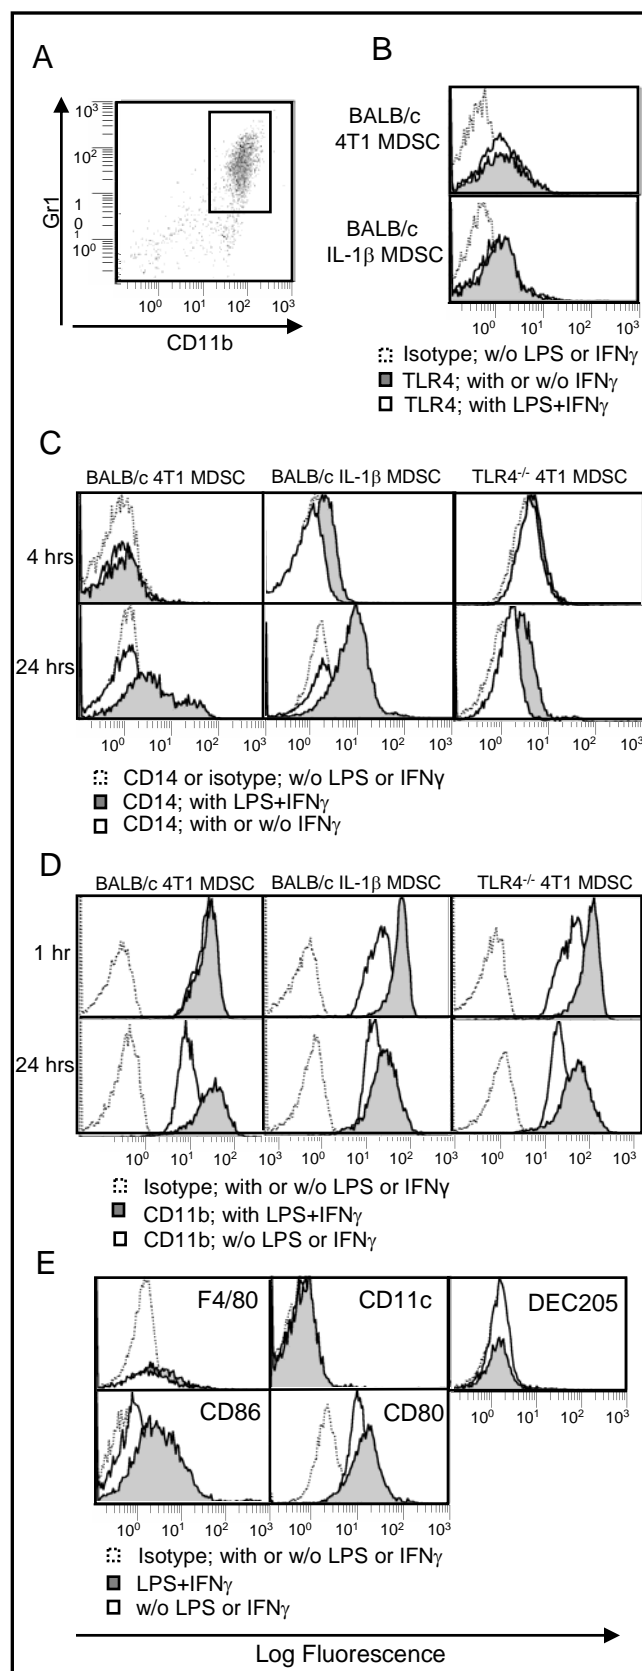 A
10³
10²
1
0
1
10⁰
Gr1
10⁰ 10¹ 10² 10³
CD11b
B
BALB/c
4T1 MDSC
BALB/c
IL-1β MDSC
10⁰ 10¹ 10² 10³
Isotype; w/o LPS or IFNγ
TLR4; with or w/o IFNγ
TLR4; with LPS+IFNγ
C
BALB/c 4T1 MDSC BALB/c IL-1β MDSC TLR4⁻/⁻ 4T1 MDSC
4 hrs
24 hrs
10⁰ 10¹ 10² 10³ 10⁰ 10¹ 10² 10³ 10⁰ 10¹ 10² 10³
CD14 or isotype; w/o LPS or IFNγ
CD14; with LPS+IFNγ
CD14; with or w/o IFNγ
D
BALB/c 4T1 MDSC BALB/c IL-1β MDSC TLR4⁻/⁻ 4T1 MDSC
1 hr
24 hrs
10⁰ 10¹ 10² 10³ 10⁰ 10¹ 10² 10³ 10⁰ 10¹ 10² 10³
Isotype; with or w/o LPS or IFNγ
CD11b; with LPS+IFNγ
CD11b; w/o LPS or IFNγ
E
F4/80 CD11c DEC205
10⁰ 10¹ 10² 10³
CD86 CD80
10⁰ 10¹ 10² 10³ 10⁰ 10¹ 10² 10³
Isotype; with or w/o LPS or IFNγ
LPS+IFNγ
w/o LPS or IFNγ
Log Fluorescence